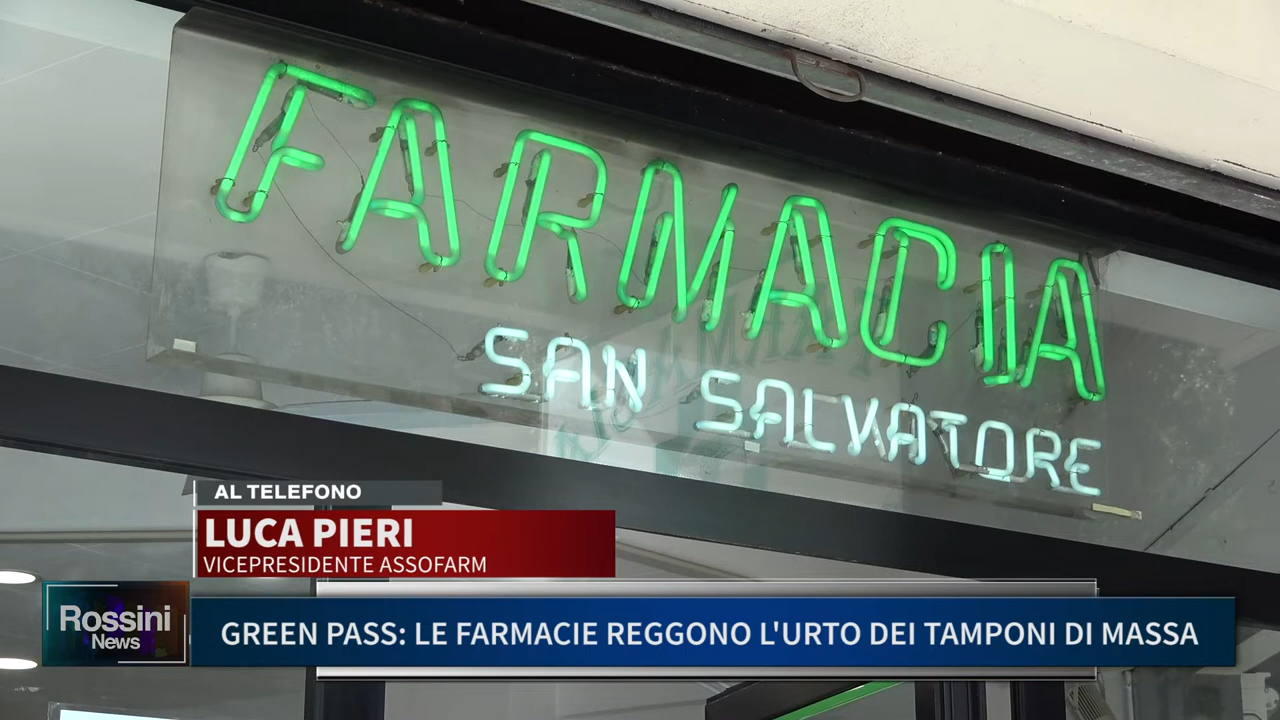 FARMACIA
SAN SALVATORE
AL TELEFONO
LUCA PIERI
VICEPRESIDENTE ASSOFARM
Rossini
News
GREEN PASS: LE FARMACIE REGGONO L'URTO DEI TAMPONI DI MASSA